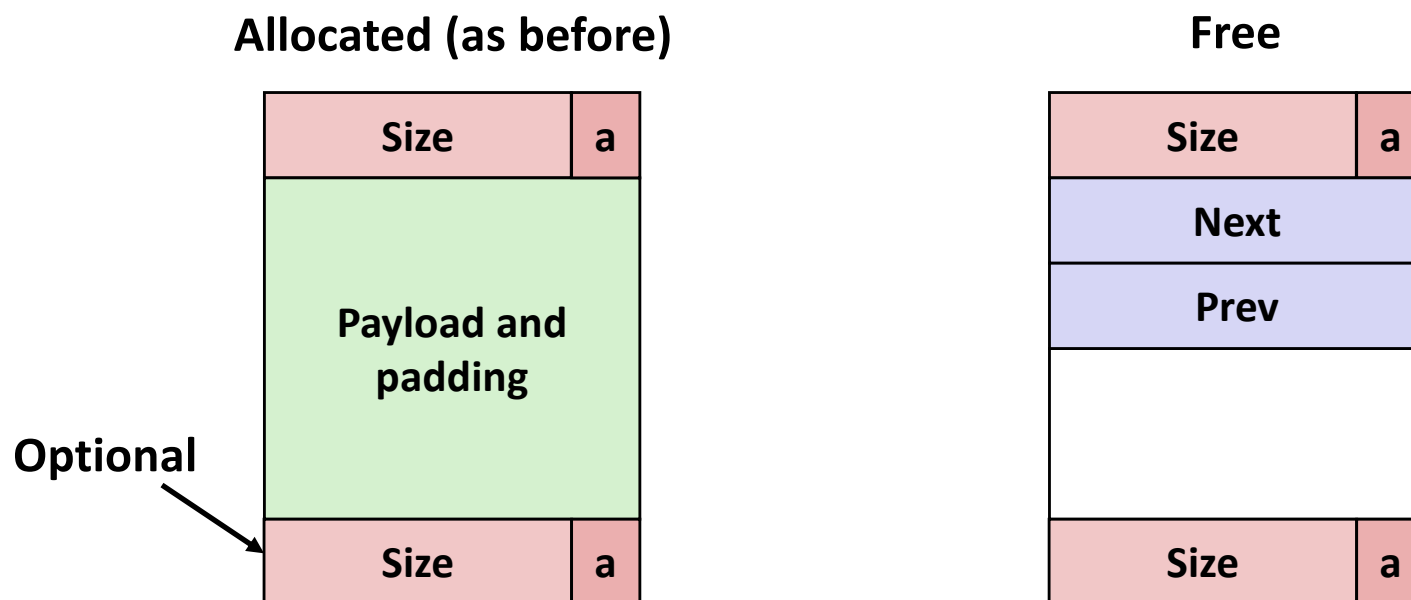 Allocated (as before)
Size a
Payload and
padding
Optional
Size a
Free
Size a
Next
Prev
Size a